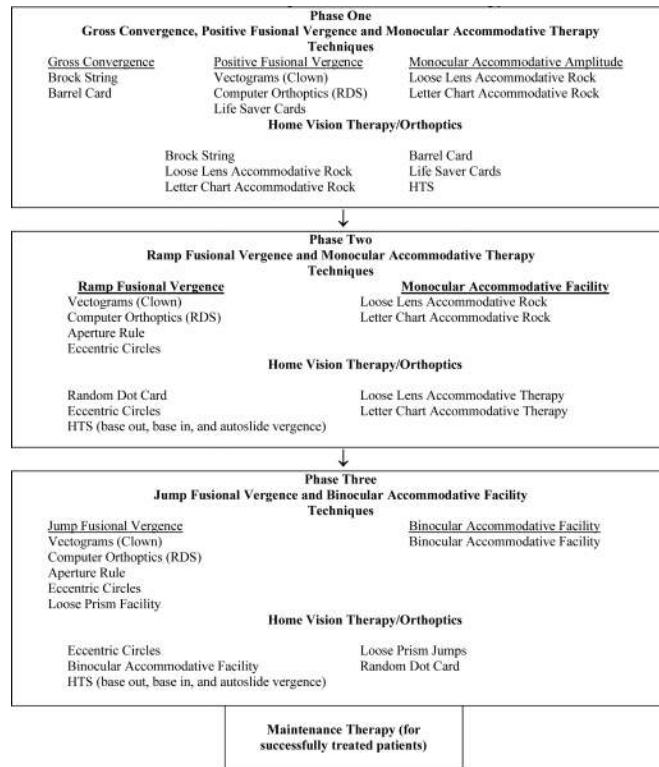 Phase One
Gross Convergence, Positive Fusional Vergence and Monocular Accommodative Therapy
Techniques
Gross Convergence Positive Fusional Vergence Monocular Accommodative Amplitude
Brock String Vectograms (Clown) Loose Lens Accommodative Rock
Barrel Card Computer Orthoptics (RDS) Letter Chart Accommodative Rock
Life Saver Cards
Home Vision Therapy/Orthoptics
Brock String Barrel Card
Loose Lens Accommodative Rock Life Saver Cards
Letter Chart Accommodative Rock HTS
Phase Two
Ramp Fusional Vergence and Monocular Accommodative Therapy
Techniques
Ramp Fusional Vergence Monocular Accommodative Facility
Vectograms (Clown) Loose Lens Accommodative Rock
Computer Orthoptics (RDS) Letter Chart Accommodative Rock
Aperture Rule
Eccentric Circles
Home Vision Therapy/Orthoptics
Random Dot Card Loose Lens Accommodative Therapy
Eccentric Circles Letter Chart Accommodative Therapy
HTS (base out, base in, and autoslide vergence)
Phase Three
Jump Fusional Vergence and Binocular Accommodative Facility
Techniques
Jump Fusional Vergence Binocular Accommodative Facility
Vectograms (Clown) Binocular Accommodative Facility
Computer Orthoptics (RDS)
Aperture Rule
Eccentric Circles
Loose Prism Facility
Home Vision Therapy/Orthoptics
Eccentric Circles Loose Prism Jumps
Binocular Accommodative Facility Random Dot Card
HTS (base out, base in, and autoslide vergence)
Maintenance Therapy (for
successfully treated patients)